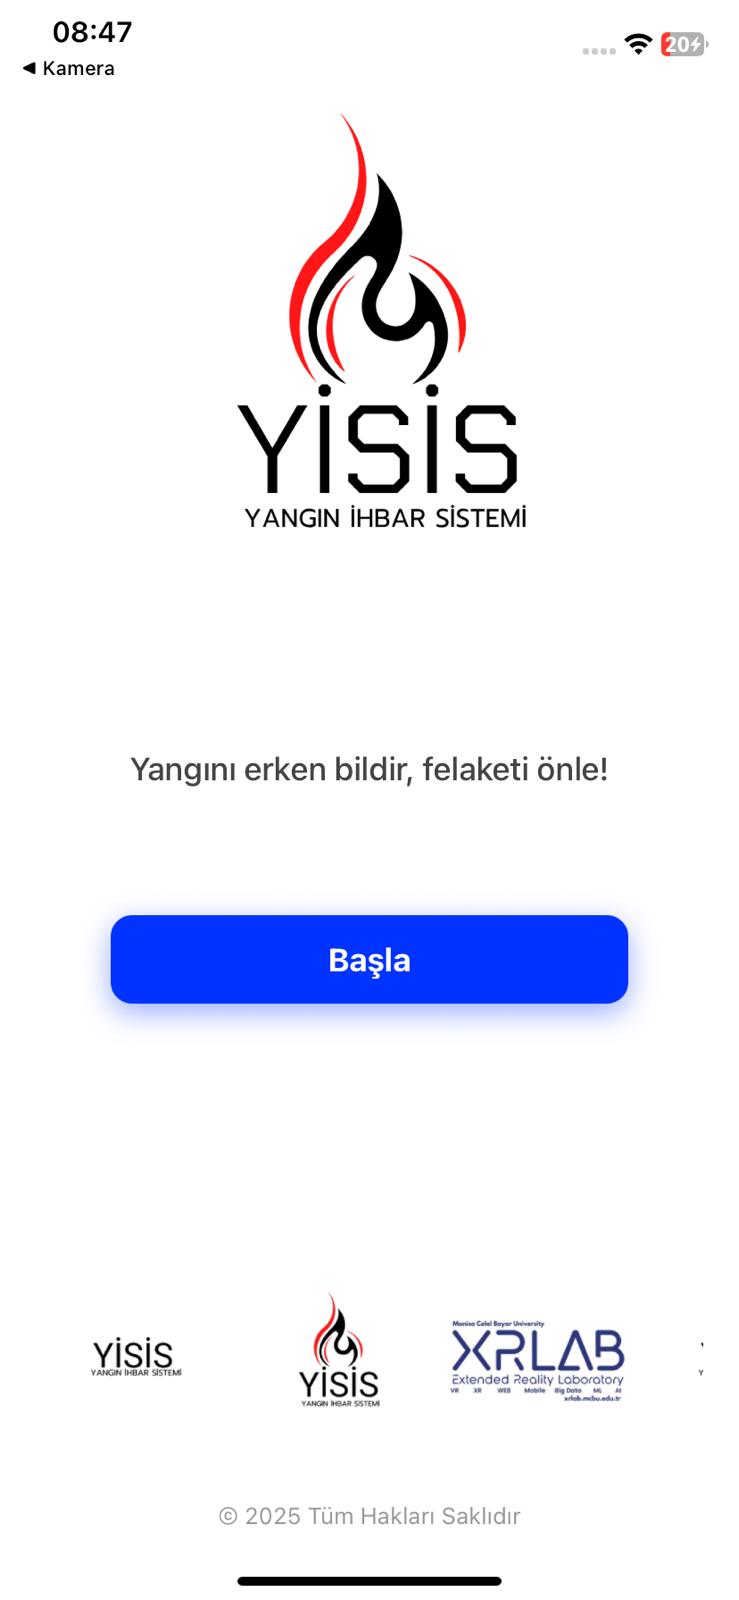 08:47
20
◀ Kamera
YİSİS
YANGIN İHBAR SİSTEMİ
Yangını erken bildir, felaketi önle!
Başla
YİSİS
YANGIN İHBAR SİSTEMİ
YİSİS
YANGIN İHBAR SİSTEMİ
Manisa Celal Bayar University
XRLAB
Extended Reality Laboratory
VR XR WEB Mobile Big Data ML AI
xrlab.mcbu.edu.tr
© 2025 Tüm Hakları Saklıdır